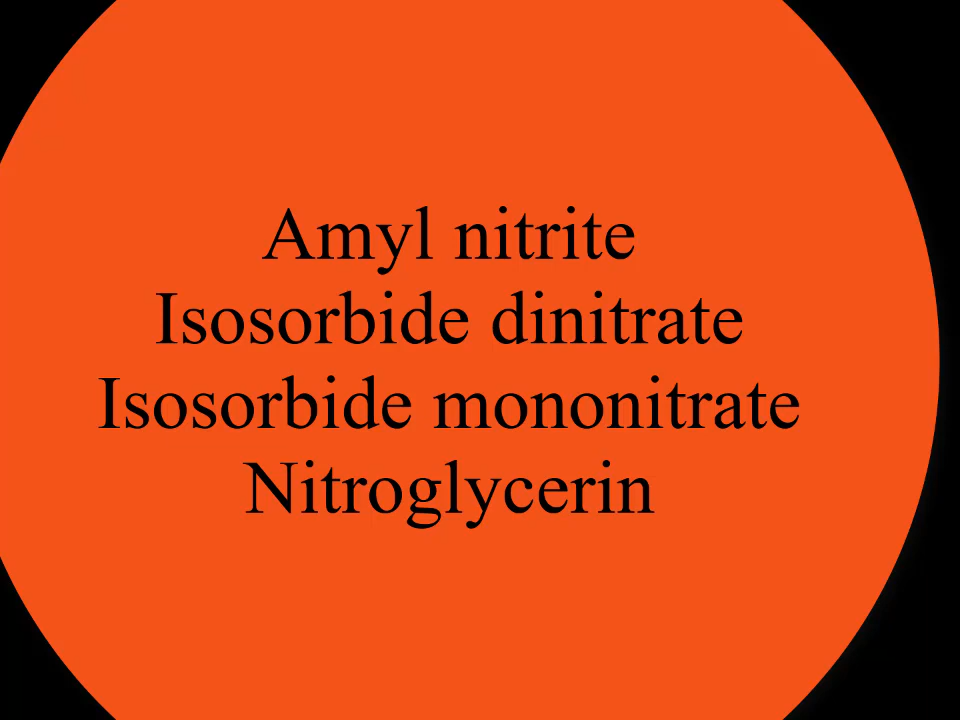 Amyl nitrite
Isosorbide dinitrate
Isosorbide mononitrate
Nitroglycerin